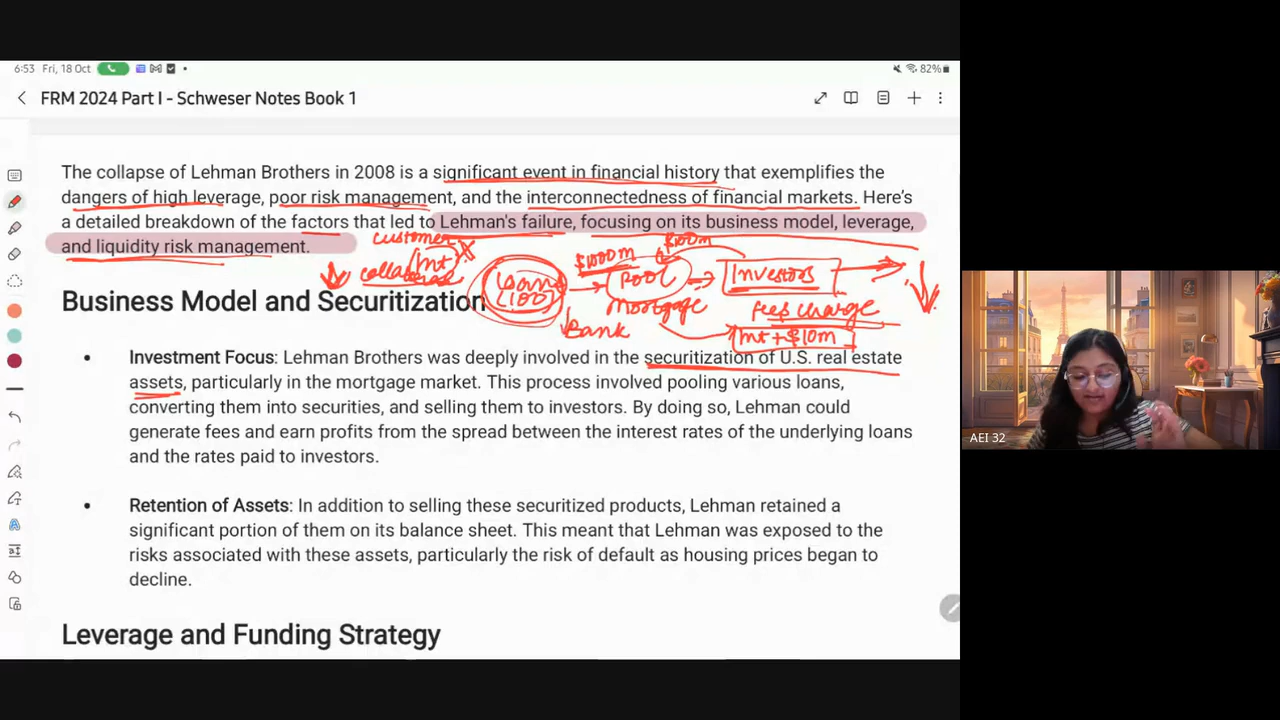 6:53 Fri, 18 Oct 82%
FRM 2024 Part I - Schweser Notes Book 1
The collapse of Lehman Brothers in 2008 is a significant event in financial history that exemplifies the
dangers of high leverage, poor risk management, and the interconnectedness of financial markets. Here's
a detailed breakdown of the factors that led to Lehman's failure, focusing on its business model, leverage,
and liquidity risk management.
customer
$100m
mt
$1000m
collateral
loans
(100)
Pool
Investors
Business Model and Securitization
Mortgage
fees charge
Bank
mt + $10m
Investment Focus: Lehman Brothers was deeply involved in the securitization of U.S. real estate
assets, particularly in the mortgage market. This process involved pooling various loans,
converting them into securities, and selling them to investors. By doing so, Lehman could
generate fees and earn profits from the spread between the interest rates of the underlying loans
and the rates paid to investors.
AEI 32
Retention of Assets: In addition to selling these securitized products, Lehman retained a
significant portion of them on its balance sheet. This meant that Lehman was exposed to the
risks associated with these assets, particularly the risk of default as housing prices began to
decline.
Leverage and Funding Strategy